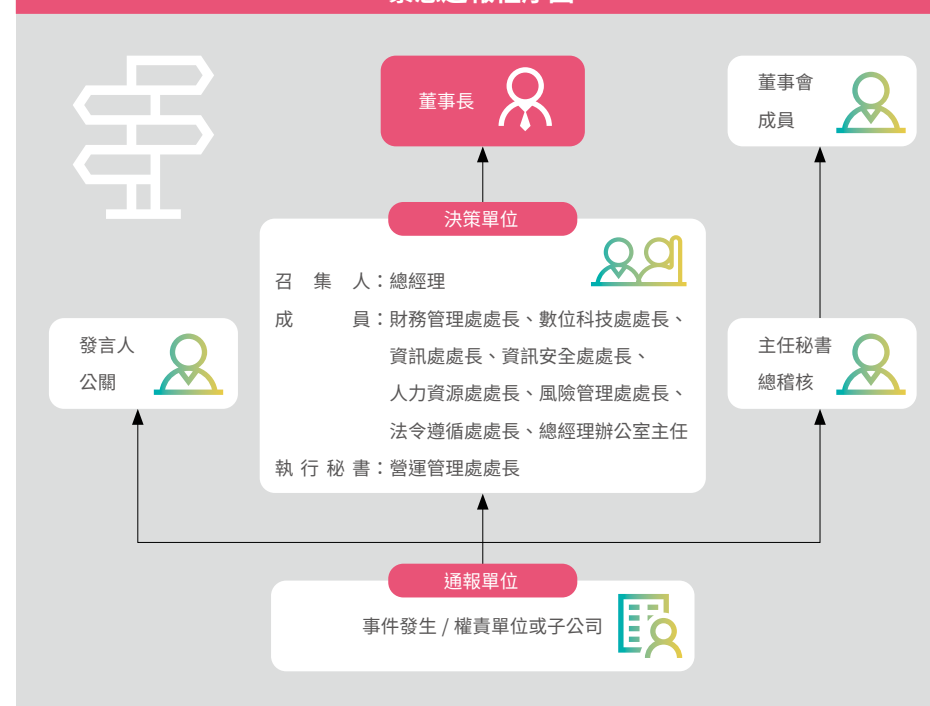 董事長
董事會
成員
決策單位
召集人：總經理
成員：財務管理處處長、數位科技處處長、
資訊處處長、資訊安全處處長、
人力資源處處長、風險管理處處長、
法令遵循處處長、總經理辦公室主任
執行秘書：營運管理處處長
發言人
公關
主任秘書
總稽核
通報單位
事件發生 / 權責單位或子公司